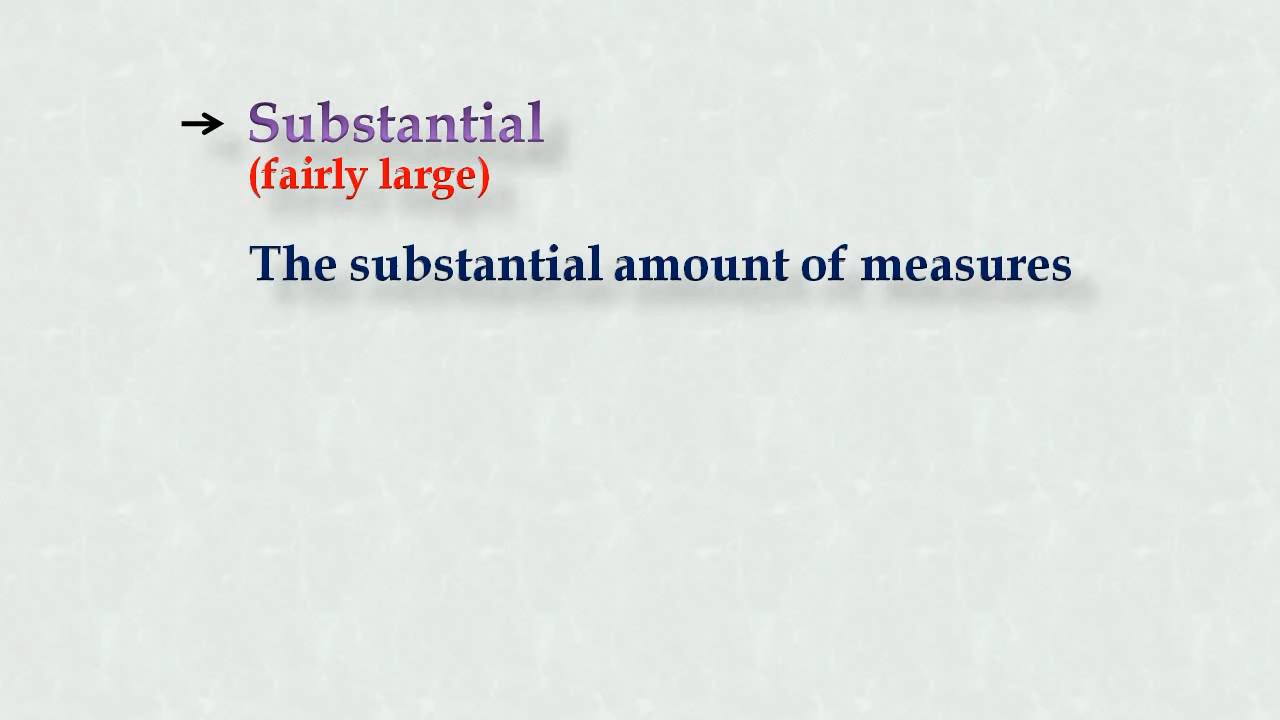 → Substantial
(fairly large)
The substantial amount of measures